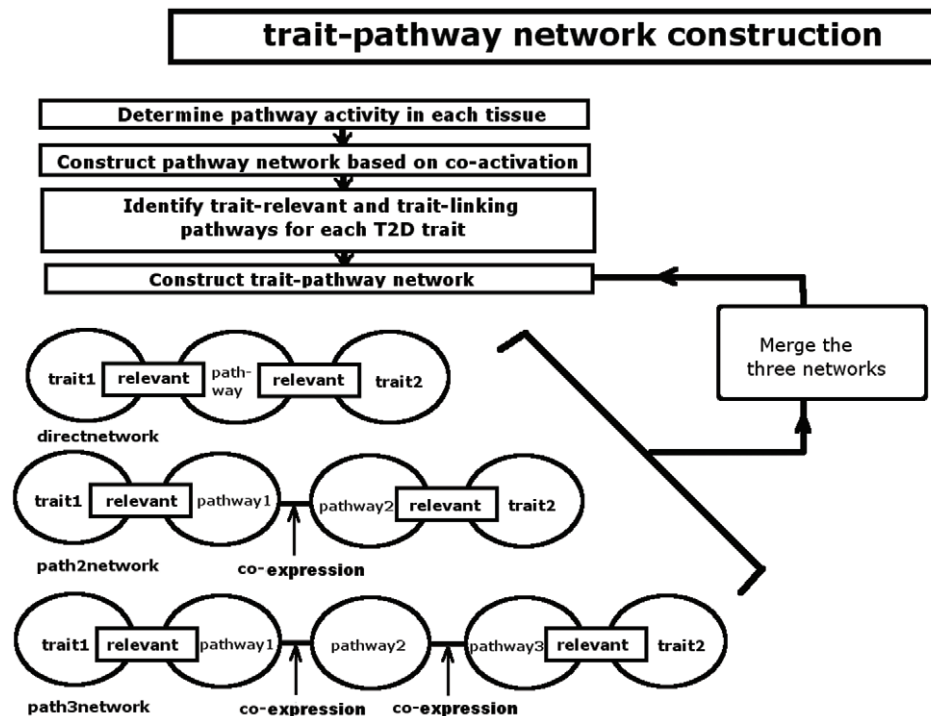 trait-pathway network construction
Determine pathway activity in each tissue
Construct pathway network based on co-activation
Identify trait-relevant and trait-linking
pathways for each T2D trait
Construct trait-pathway network
Merge the
three networks
trait1 relevant path-
way relevant trait2
directnetwork
trait1 relevant pathway1 pathway2 relevant trait2
path2network
co-expression
trait1 relevant pathway1 pathway2 pathway3 relevant trait2
path3network
co-expression co-expression